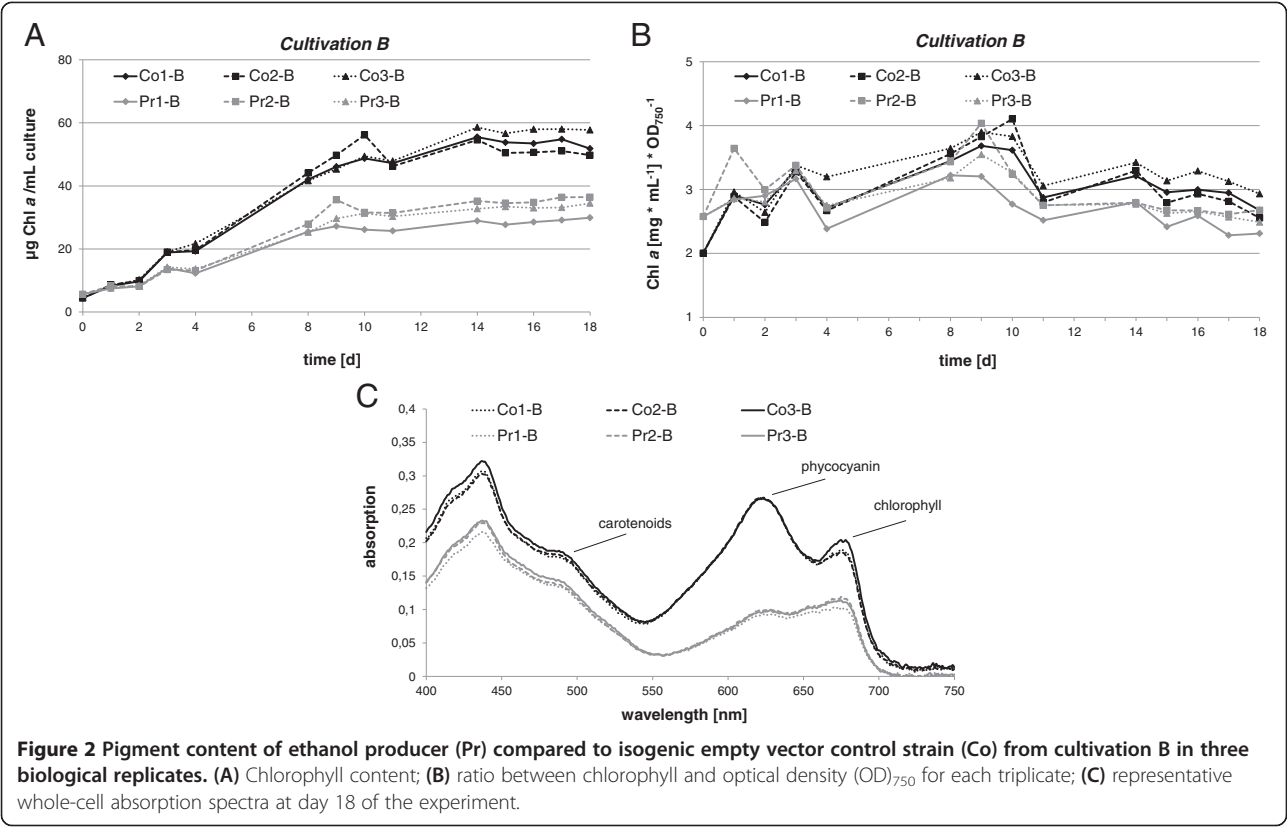 A
Cultivation B
Co1-B Co2-B Co3-B
Pr1-B Pr2-B Pr3-B
µg Chl a /mL culture
80
60
40
20
0
0 2 4 6 8 10 12 14 16 18
time [d]
B
Cultivation B
Co1-B Co2-B Co3-B
Pr1-B Pr2-B Pr3-B
Chl a [mg * mL-1] * OD750-1
5
4
3
2
1
0 2 4 6 8 10 12 14 16 18
time [d]
C
Co1-B Co2-B Co3-B
Pr1-B Pr2-B Pr3-B
absorption
0,4
0,35
0,3
0,25
0,2
0,15
0,1
0,05
0
carotenoids
phycocyanin
chlorophyll
400 450 500 550 600 650 700 750
wavelength [nm]
Figure 2 Pigment content of ethanol producer (Pr) compared to isogenic empty vector control strain (Co) from cultivation B in three
biological replicates. (A) Chlorophyll content; (B) ratio between chlorophyll and optical density (OD)750 for each triplicate; (C) representative
whole-cell absorption spectra at day 18 of the experiment.